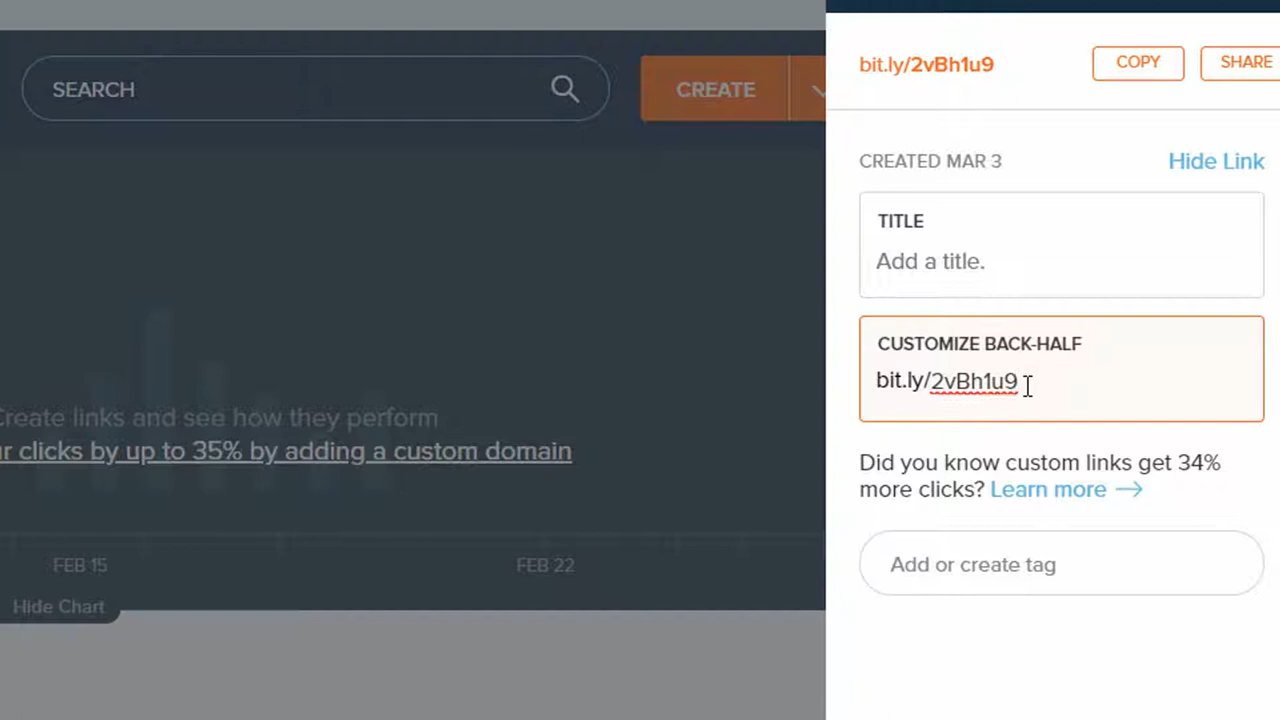 SEARCH
CREATE
Create links and see how they perform
r clicks by up to 35% by adding a custom domain
FEB 15
FEB 22
Hide Chart
bit.ly/2vBh1u9
COPY
SHARE
CREATED MAR 3
Hide Link
TITLE
Add a title.
CUSTOMIZE BACK-HALF
bit.ly/2vBh1u9
Did you know custom links get 34%
more clicks? Learn more →
Add or create tag